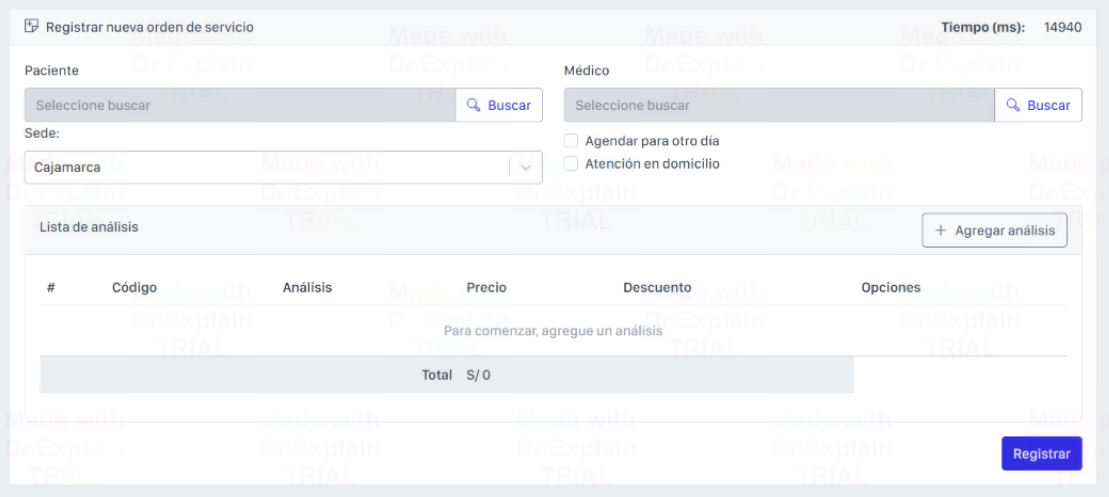 Registrar nueva orden de servicio
Tiempo (ms): 14940
Paciente
Médico
Seleccione buscar
Buscar
Seleccione buscar
Buscar
Sede:
Agendar para otro día
Cajamarca
Atención en domicilio
Lista de análisis
+ Agregar análisis
# Código Análisis Precio Descuento Opciones
Para comenzar, agregue un análisis
Total S/ 0
Registrar
Made with
Dr.Explain
TRIAL